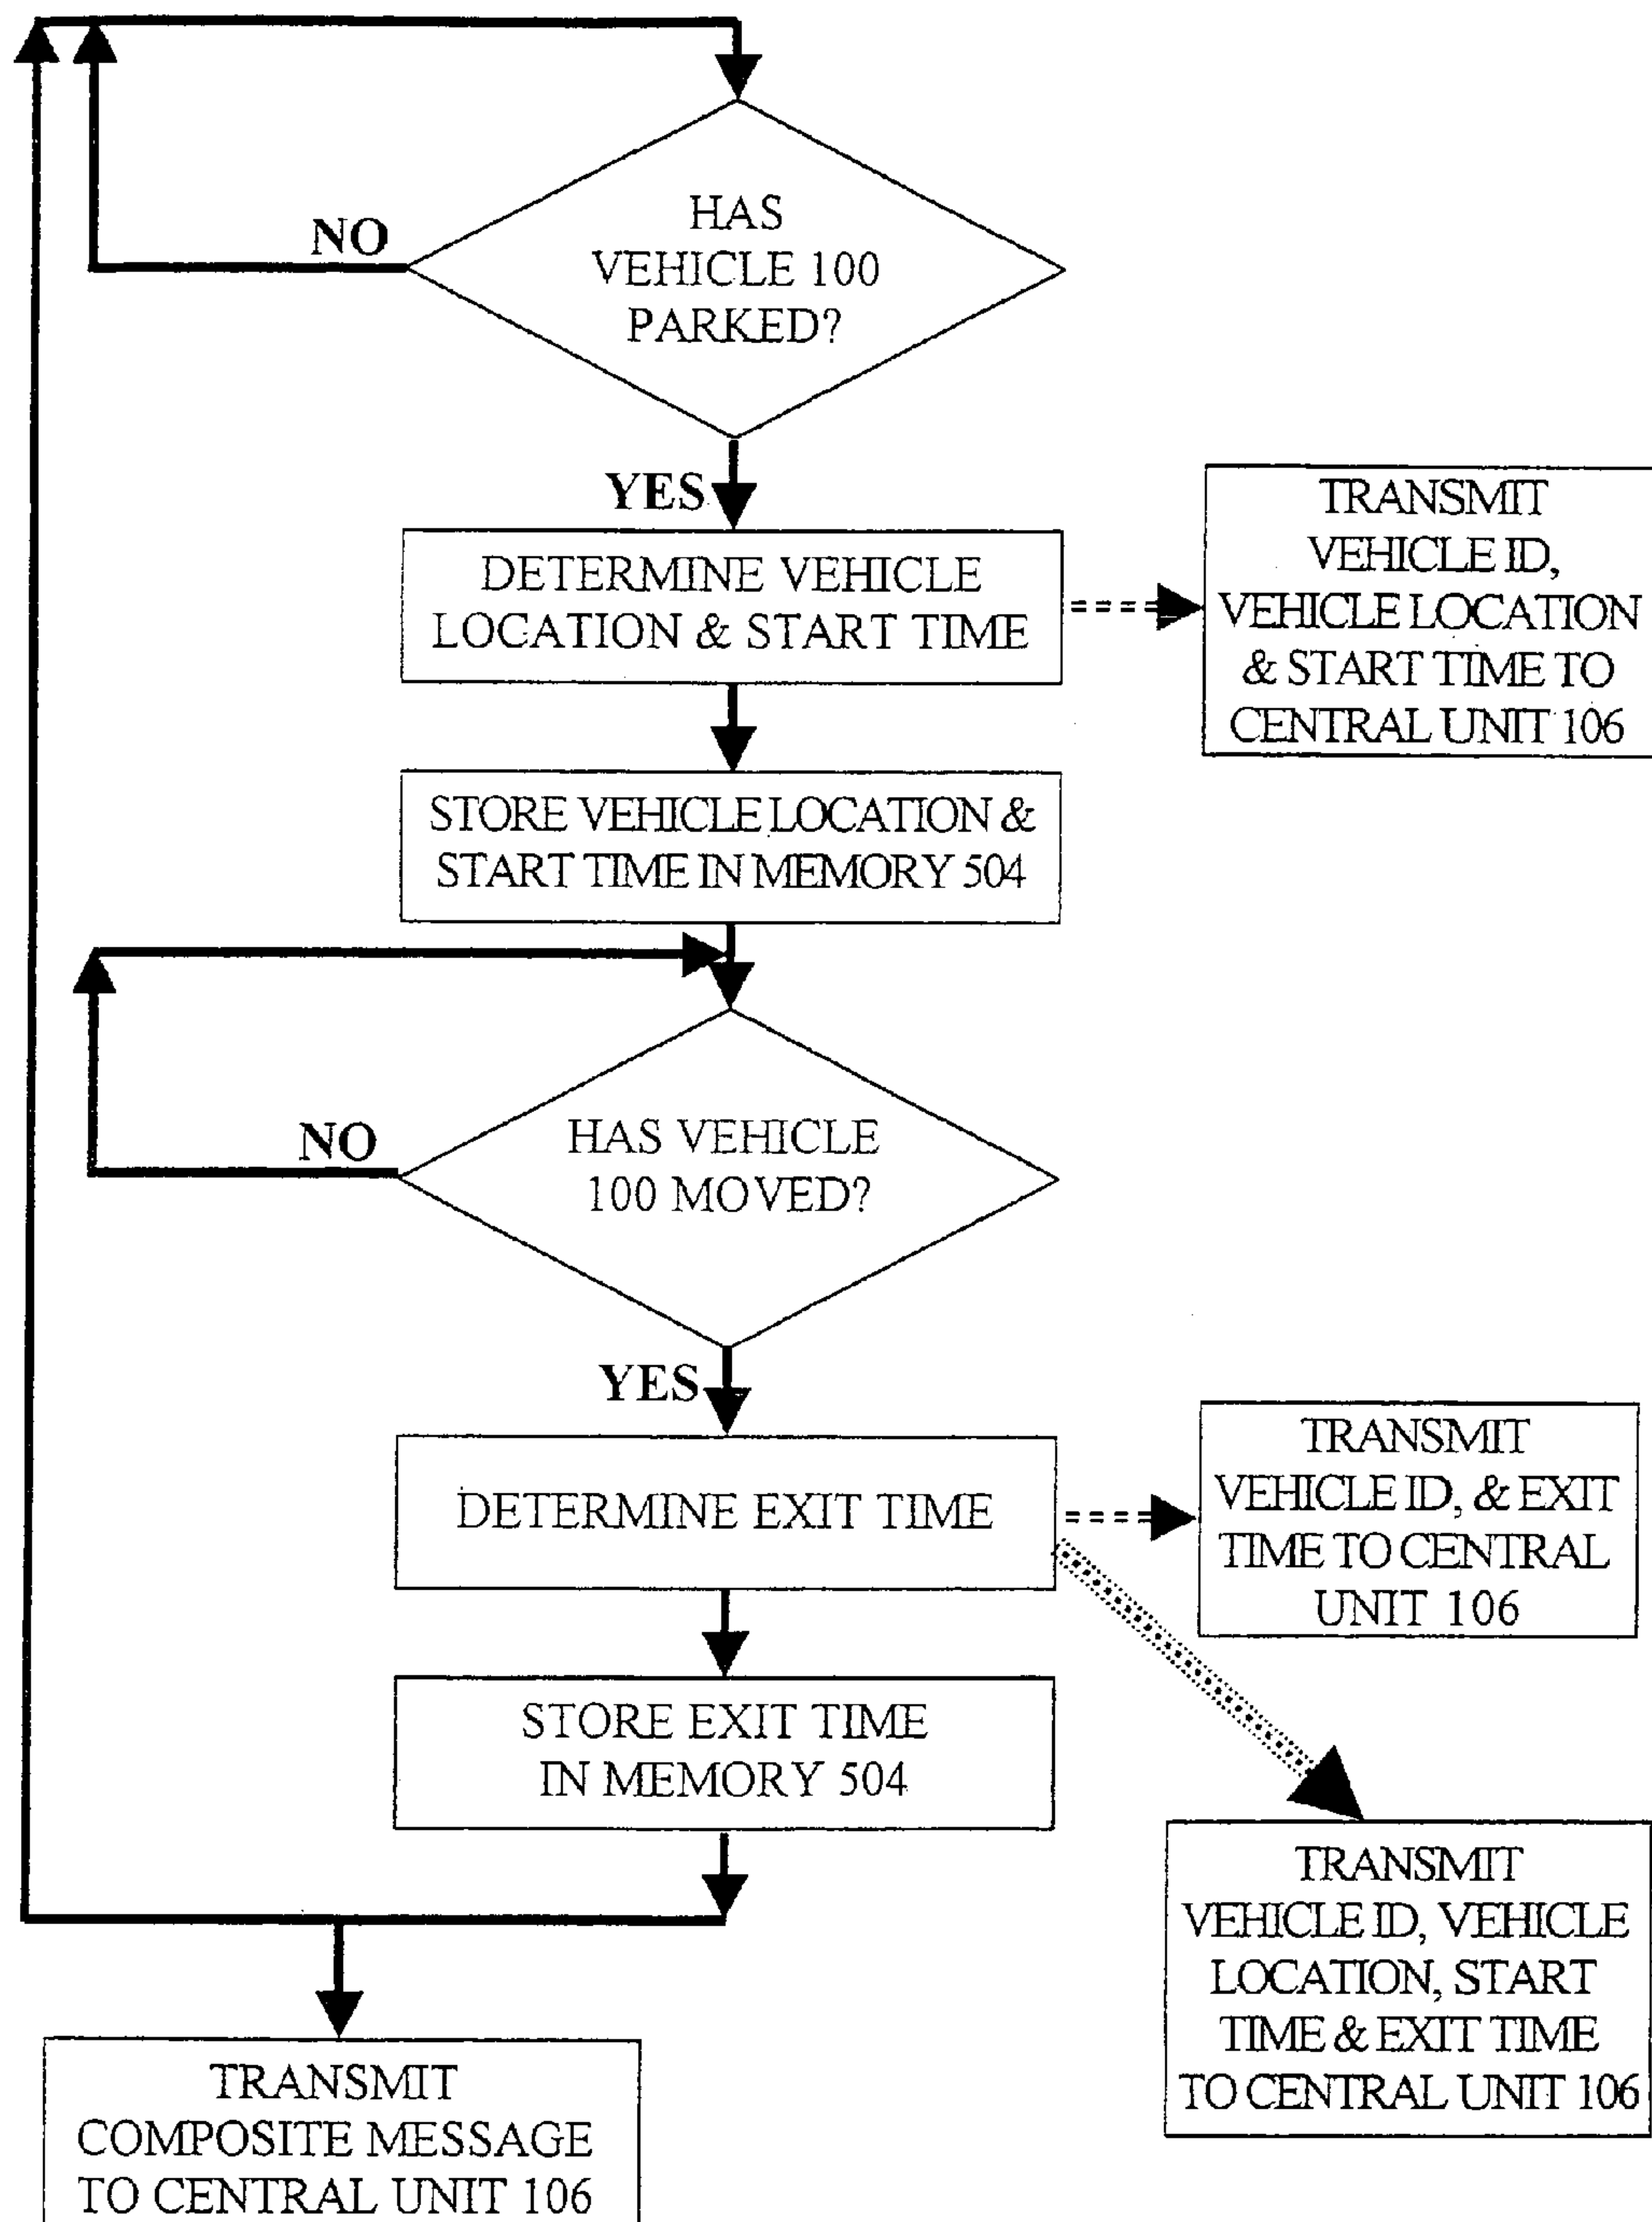 HAS
VEHICLE 100
PARKED?
NO
YES
DETERMINE VEHICLE
LOCATION & START TIME
TRANSMIT
VEHICLE ID,
VEHICLE LOCATION
& START TIME TO
CENTRAL UNIT 106
STORE VEHICLE LOCATION &
START TIME IN MEMORY 504
HAS VEHICLE
100 MOVED?
NO
YES
DETERMINE EXIT TIME
TRANSMIT
VEHICLE ID, & EXIT
TIME TO CENTRAL
UNIT 106
STORE EXIT TIME
IN MEMORY 504
TRANSMIT
VEHICLE ID, VEHICLE
LOCATION, START
TIME & EXIT TIME
TO CENTRAL UNIT 106
TRANSMIT
COMPOSITE MESSAGE
TO CENTRAL UNIT 106